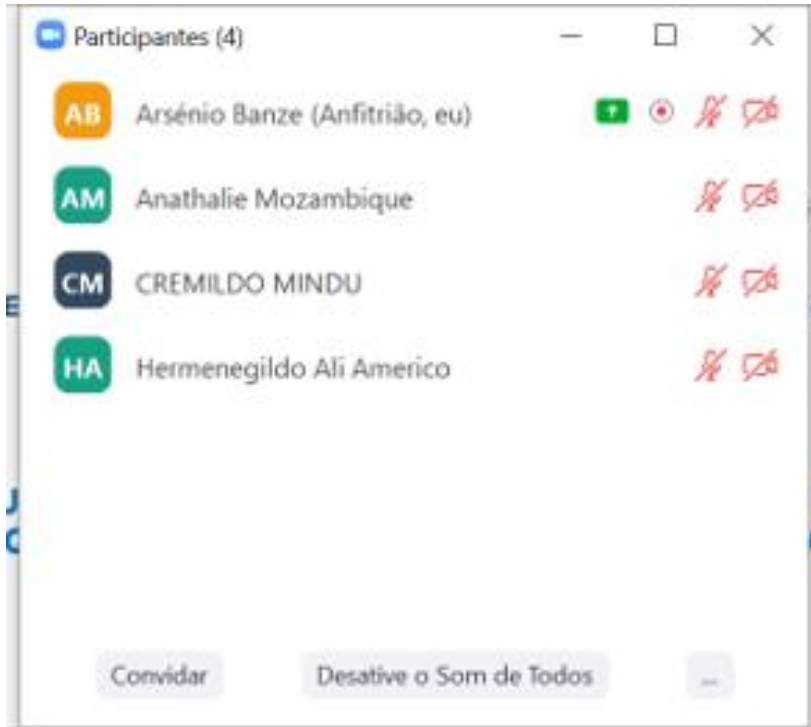 Participantes (4)
AB Arsénio Banze (Anfitrião, eu)
AM Anathalie Mozambique
CM CREMILDO MINDU
HA Hermenegildo Ali Americo
Convidar Desative o Som de Todos ...